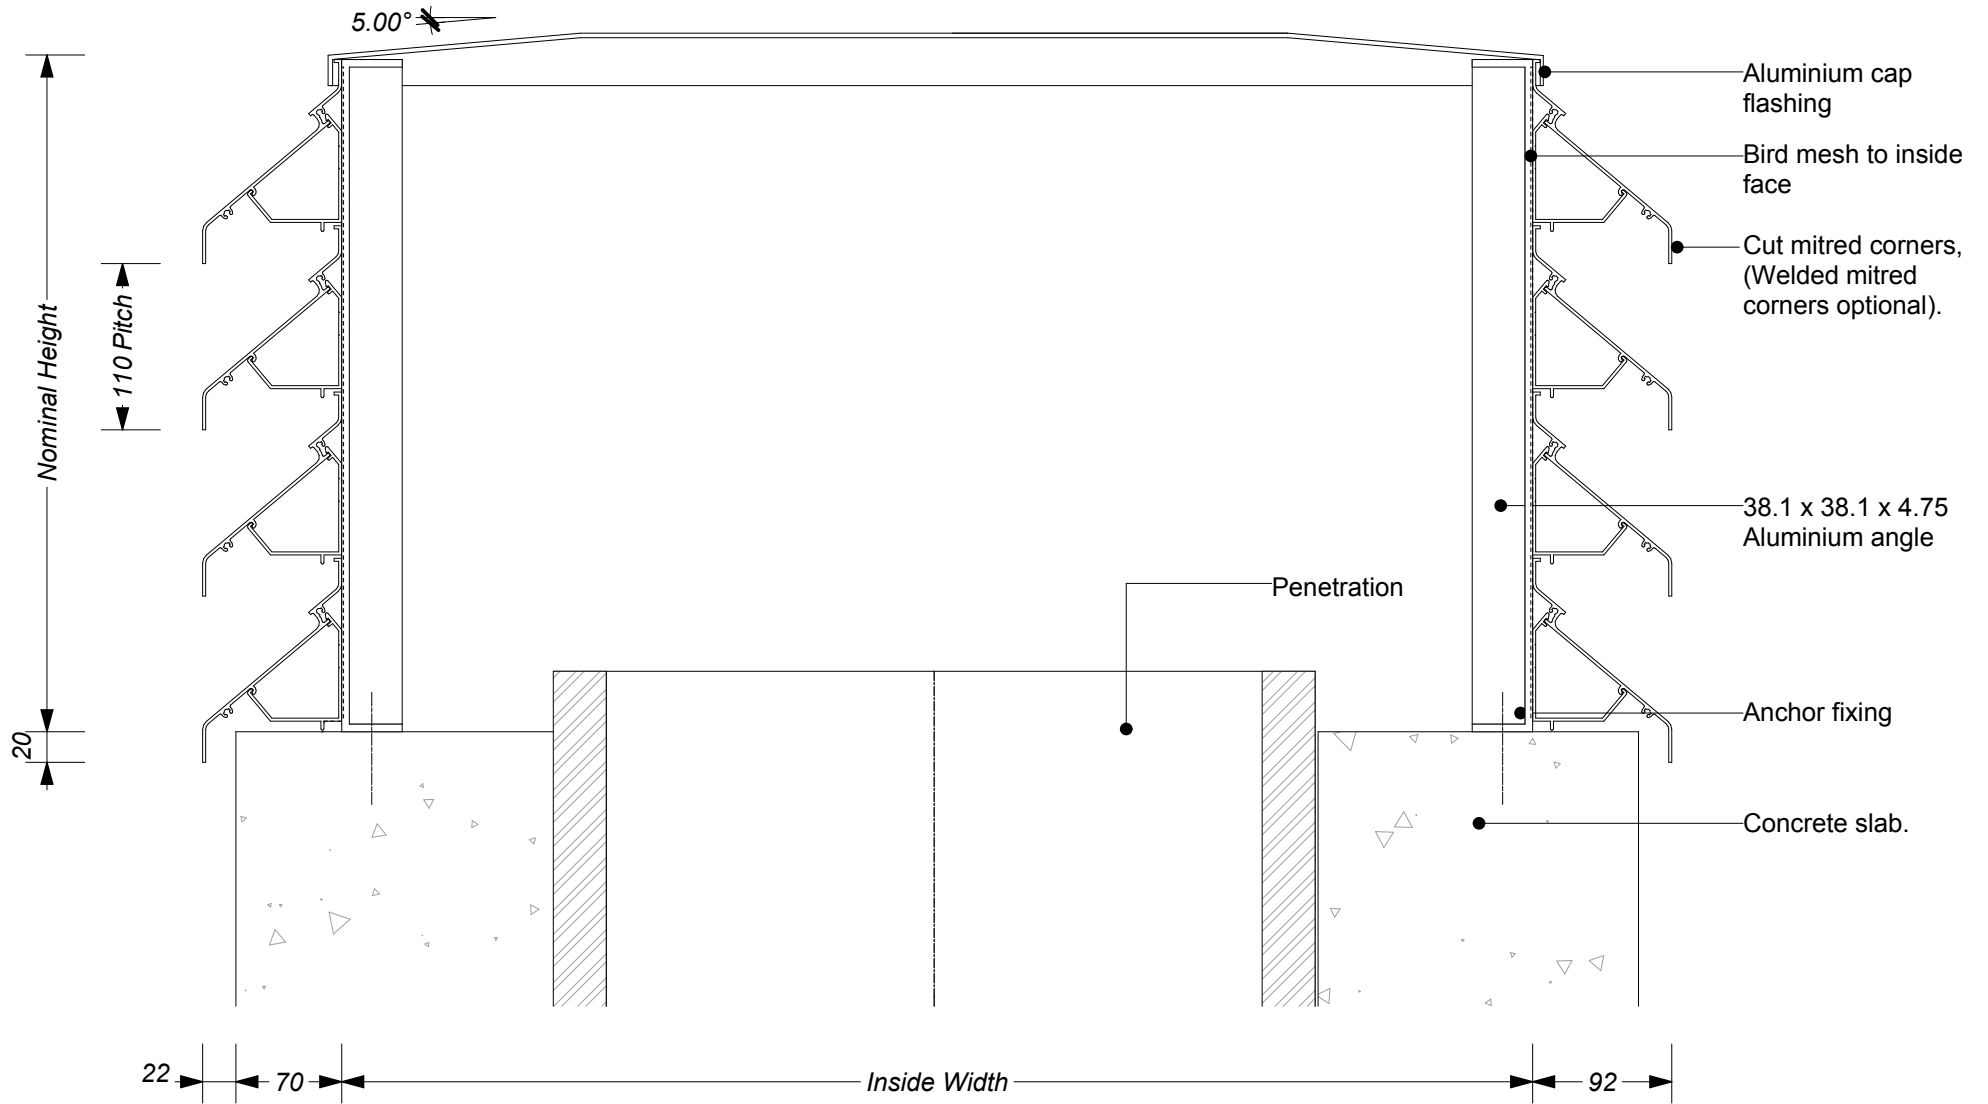 5.00°
Aluminium cap
flashing
Bird mesh to inside
face
Cut mitred corners,
(Welded mitred
corners optional).
Nominal Height
110 Pitch
38.1 x 38.1 x 4.75
Aluminium angle
Penetration
Anchor fixing
20
Concrete slab.
22
70
Inside Width
92